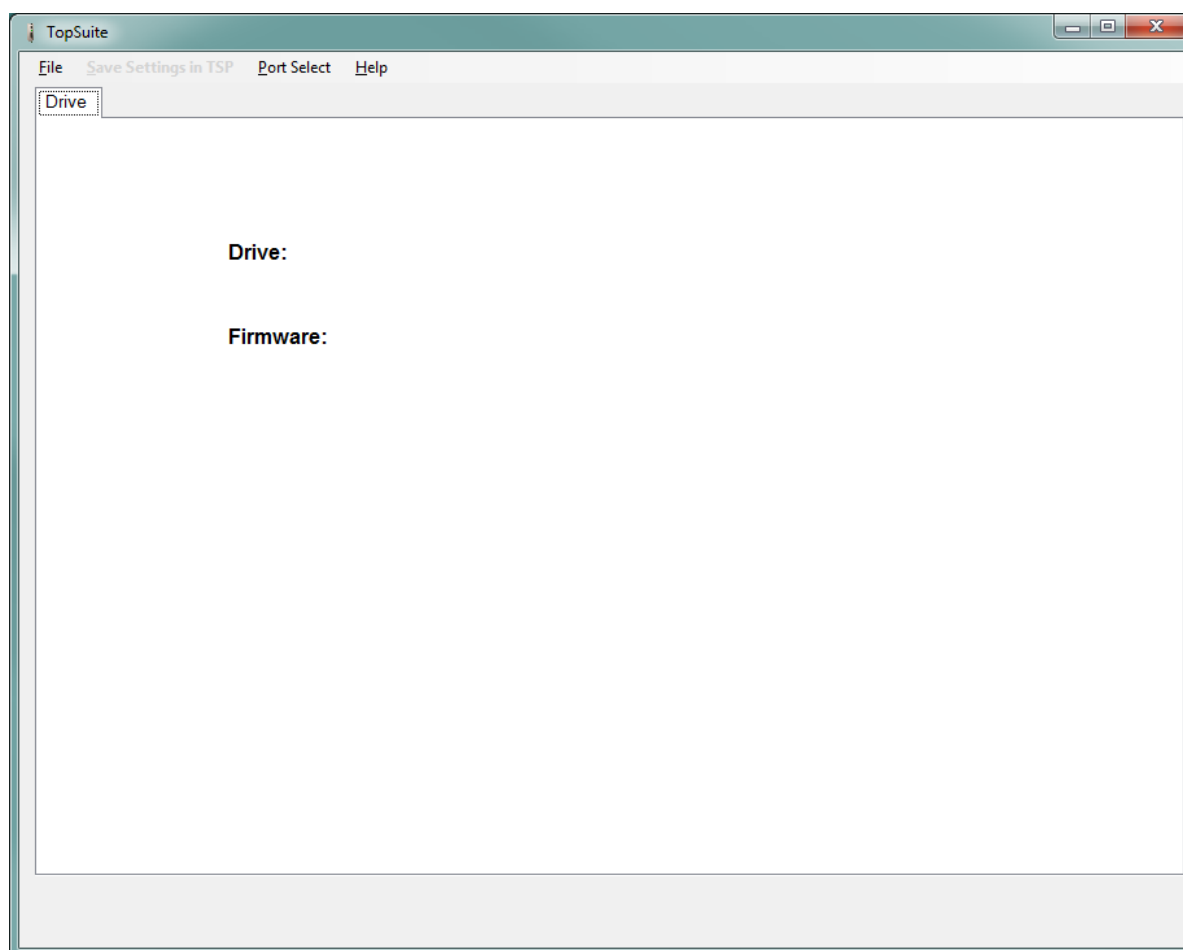 TopSuite
File Save Settings in TSP Port Select Help
Drive
Drive:
Firmware: